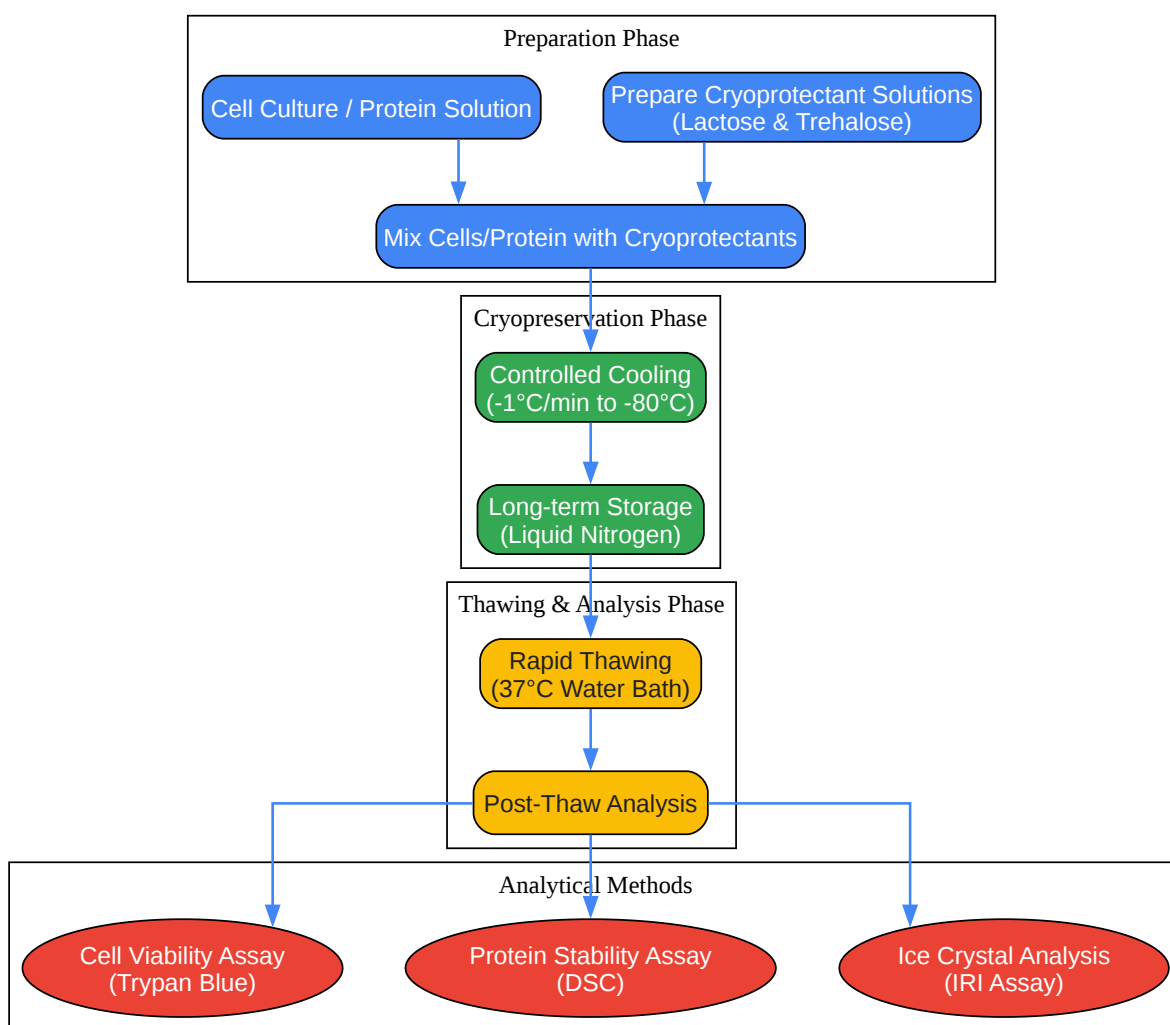 Preparation Phase
Cell Culture / Protein Solution
Prepare Cryoprotectant Solutions
(Lactose & Trehalose)
Mix Cells/Protein with Cryoprotectants
Cryopreservation Phase
Controlled Cooling
(-1°C/min to -80°C)
Long-term Storage
(Liquid Nitrogen)
Thawing & Analysis Phase
Rapid Thawing
(37°C Water Bath)
Post-Thaw Analysis
Analytical Methods
Cell Viability Assay
(Trypan Blue)
Protein Stability Assay
(DSC)
Ice Crystal Analysis
(IRI Assay)